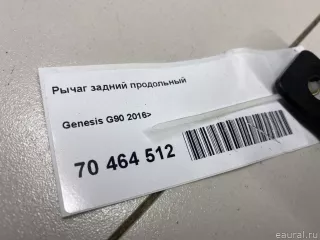 Рычаг задний продольный
Genesis G90 2016>
70 464 512
eaural.ru